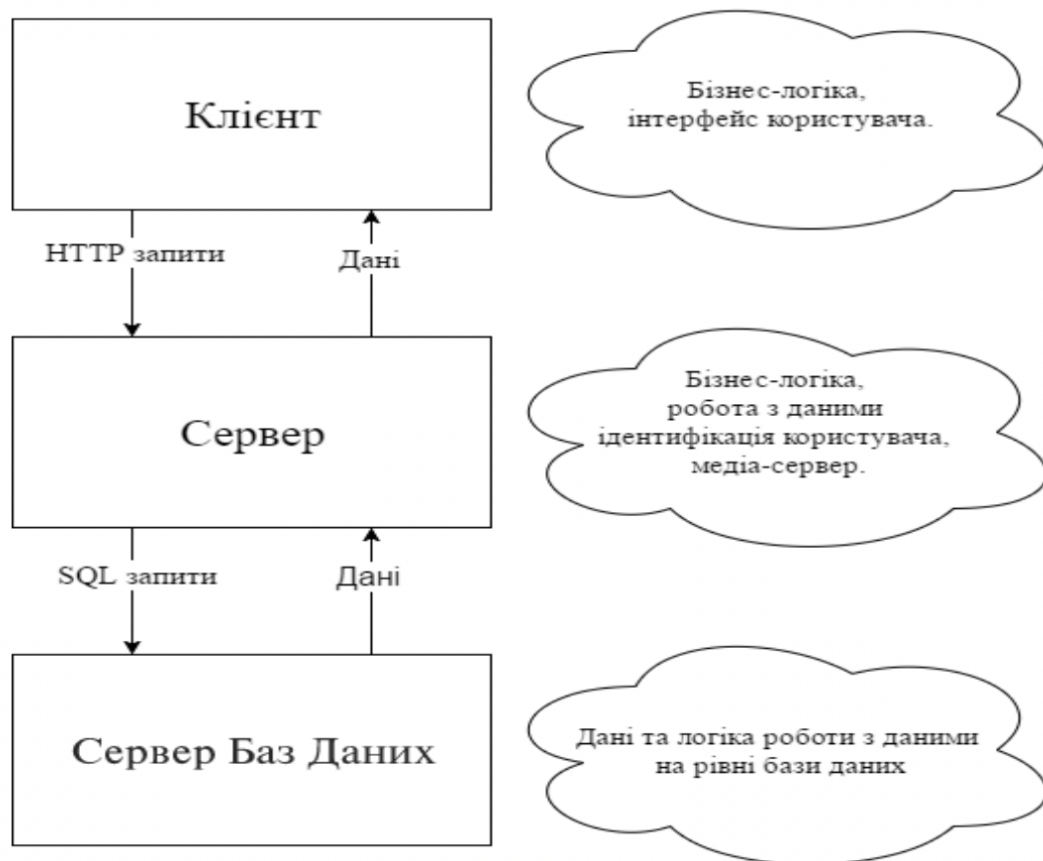 Клієнт
Бізнес-логіка,
інтерфейс користувача.
HTTP запити
Дані
Сервер
Бізнес-логіка,
робота з даними
ідентифікація користувача,
медіа-сервер.
SQL запити
Дані
Сервер Баз Даних
Дані та логіка роботи з даними
на рівні бази даних